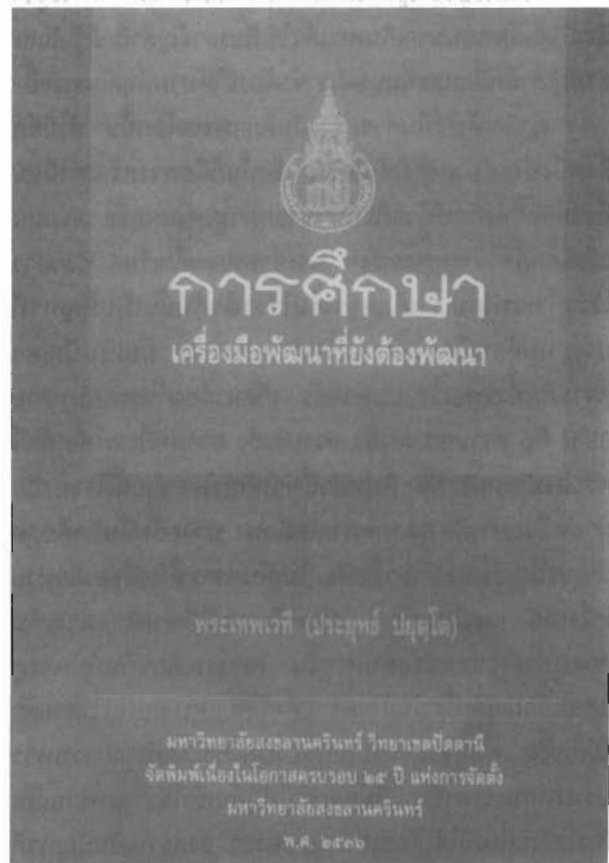 การศึกษา
เครื่องมือพัฒนาที่ยังต้องพัฒนา
พระเทพเวที (ประยุทธ์ ปยุตฺโต)
มหาวิทยาลัยสงขลานครินทร์ วิทยาเขตปัตตานี
จัดพิมพ์เนื่องในโอกาสครบรอบ ๒๕ ปี แห่งการจัดตั้ง
มหาวิทยาลัยสงขลานครินทร์
พ.ศ. ๒๕๓๖